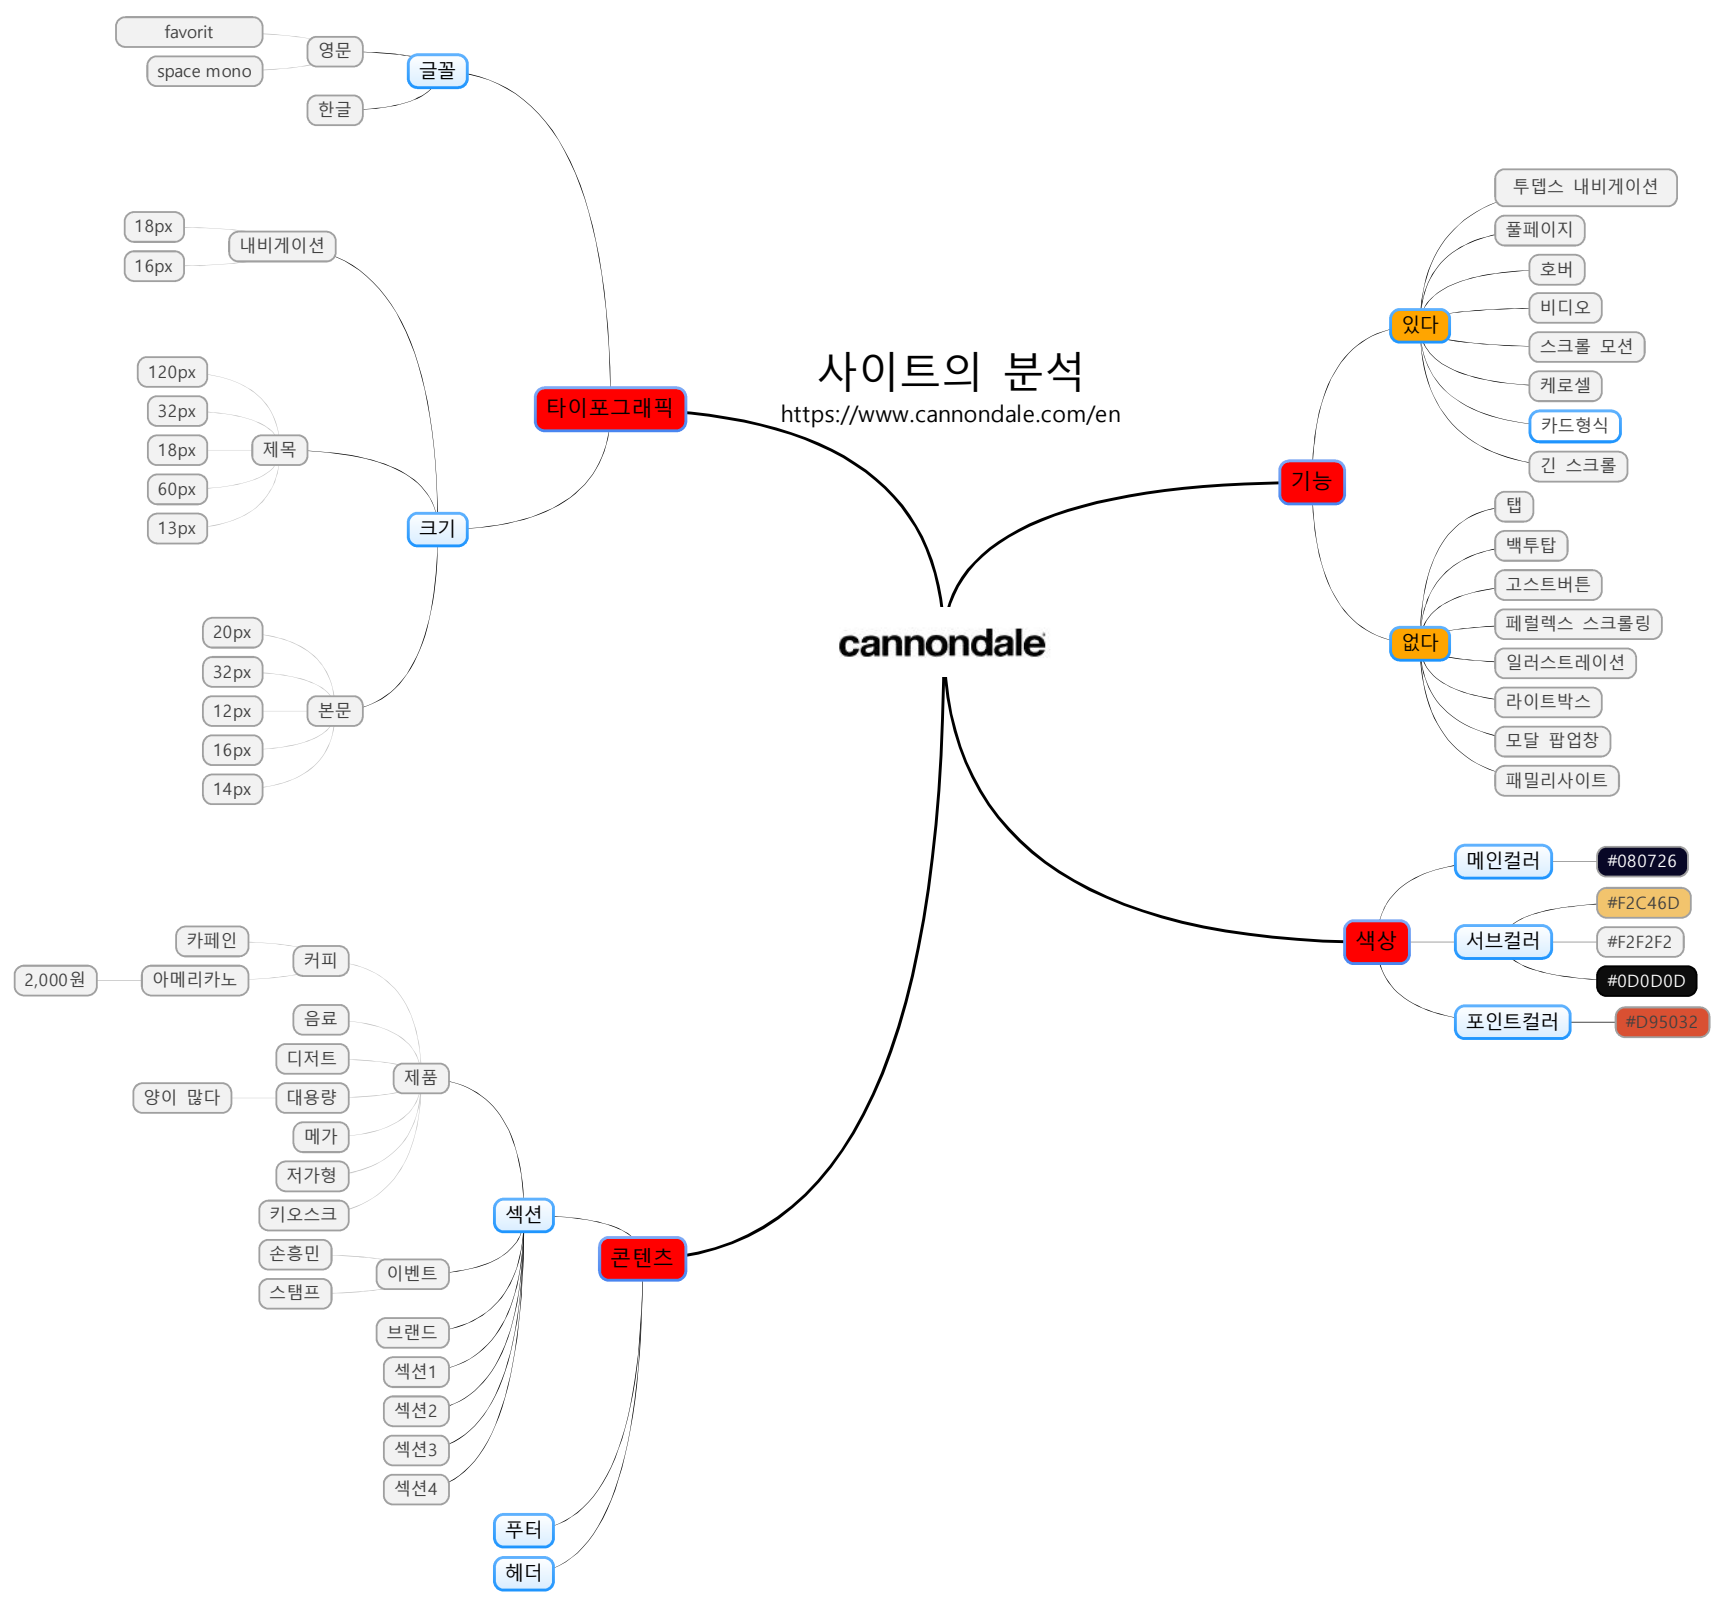 사이트의 분석
https://www.cannondale.com/en
cannondale
타이포그래픽
글꼴
영문
favorit
space mono
한글
크기
내비게이션
18px
16px
제목
120px
32px
18px
60px
13px
본문
20px
32px
12px
16px
14px
기능
있다
투뎁스 내비게이션
풀페이지
호버
비디오
스크롤 모션
케로셀
카드형식
긴 스크롤
없다
탭
백투탑
고스트버튼
페럴렉스 스크롤링
일러스트레이션
라이트박스
모달 팝업창
패밀리사이트
색상
메인컬러
#080726
서브컬러
#F2C46D
#F2F2F2
#0D0D0D
포인트컬러
#D95032
콘텐츠
섹션
제품
커피
카페인
아메리카노
2,000원
음료
디저트
대용량
양이 많다
메가
저가형
키오스크
이벤트
손흥민
스탬프
브랜드
섹션1
섹션2
섹션3
섹션4
푸터
헤더